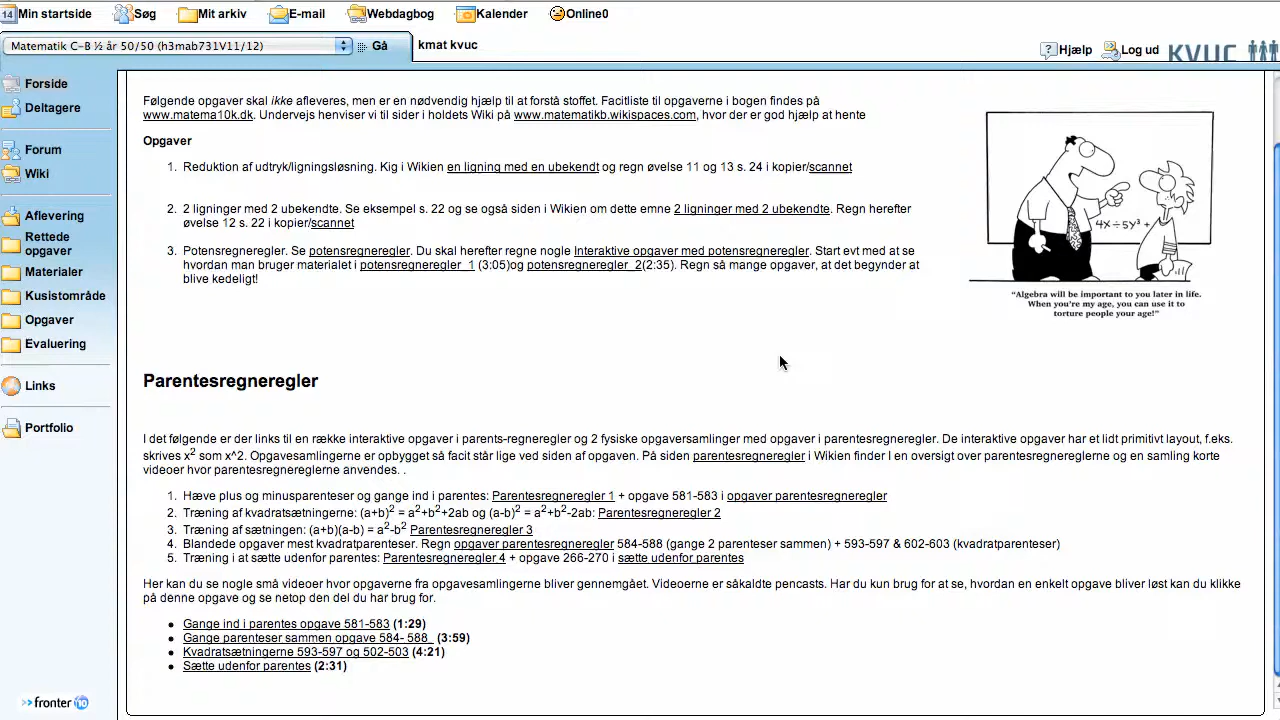 14 Min startside Søg Mit arkiv E-mail Webdagbog Kalender Online0
Matematik C-B ½ år 50/50 (h3mab731V11/12) Gå kmat kvuc Hjælp Log ud KVUC
Forside
Deltagere
Forum
Wiki
Aflevering
Rettede
opgaver
Materialer
Kusistområde
Opgaver
Evaluering
Links
Portfolio
>> fronter 10
Følgende opgaver skal ikke afleveres, men er en nødvendig hjælp til at forstå stoffet. Facitliste til opgaverne i bogen findes på
www.matema10k.dk. Undervejs henviser vi til sider i holdets Wiki på www.matematikb.wikispaces.com, hvor der er god hjælp at hente
Opgaver
1. Reduktion af udtryk/ligningsløsning. Kig i Wikien en ligning med en ubekendt og regn øvelse 11 og 13 s. 24 i kopier/scannet
2. 2 ligninger med 2 ubekendte. Se eksempel s. 22 og se også siden i Wikien om dette emne 2 ligninger med 2 ubekendte. Regn herefter
øvelse 12 s. 22 i kopier/scannet
3. Potensregneregler. Se potensregneregler. Du skal herefter regne nogle Interaktive opgaver med potensregneregler. Start evt med at se
hvordan man bruger materialet i potensregneregler_1 (3:05)og potensregneregler_2(2:35). Regn så mange opgaver, at det begynder at
blive kedeligt!
4X÷5Y³+
"Algebra will be important to you later in life.
When you're my age, you can use it to
torture people your age!"
Parentesregneregler
I det følgende er der links til en række interaktive opgaver i parents-regneregler og 2 fysiske opgaversamlinger med opgaver i parentesregneregler. De interaktive opgaver har et lidt primitivt layout, f.eks.
skrives x² som x^2. Opgavesamlingerne er opbygget så facit står lige ved siden af opgaven. På siden parentesregneregler i Wikien finder I en oversigt over parentesregnereglerne og en samling korte
videoer hvor parentesregnereglerne anvendes. .
1. Hæve plus og minusparenteser og gange ind i parentes: Parentesregneregler 1 + opgave 581-583 i opgaver parentesregneregler
2. Træning af kvadratsætningerne: (a+b)² = a²+b²+2ab og (a-b)² = a²+b²-2ab: Parentesregneregler 2
3. Træning af sætningen: (a+b)(a-b) = a²-b² Parentesregneregler 3
4. Blandede opgaver mest kvadratparenteser. Regn opgaver parentesregneregler 584-588 (gange 2 parenteser sammen) + 593-597 & 602-603 (kvadratparenteser)
5. Træning i at sætte udenfor parentes: Parentesregneregler 4 + opgave 266-270 i sætte udenfor parentes
Her kan du se nogle små videoer hvor opgaverne fra opgavesamlingerne bliver gennemgået. Videoerne er såkaldte pencasts. Har du kun brug for at se, hvordan en enkelt opgave bliver løst kan du klikke
på denne opgave og se netop den del du har brug for.
• Gange ind i parentes opgave 581-583 (1:29)
• Gange parenteser sammen opgave 584- 588 (3:59)
• Kvadratsætningerne 593-597 og 502-503 (4:21)
• Sætte udenfor parentes (2:31)